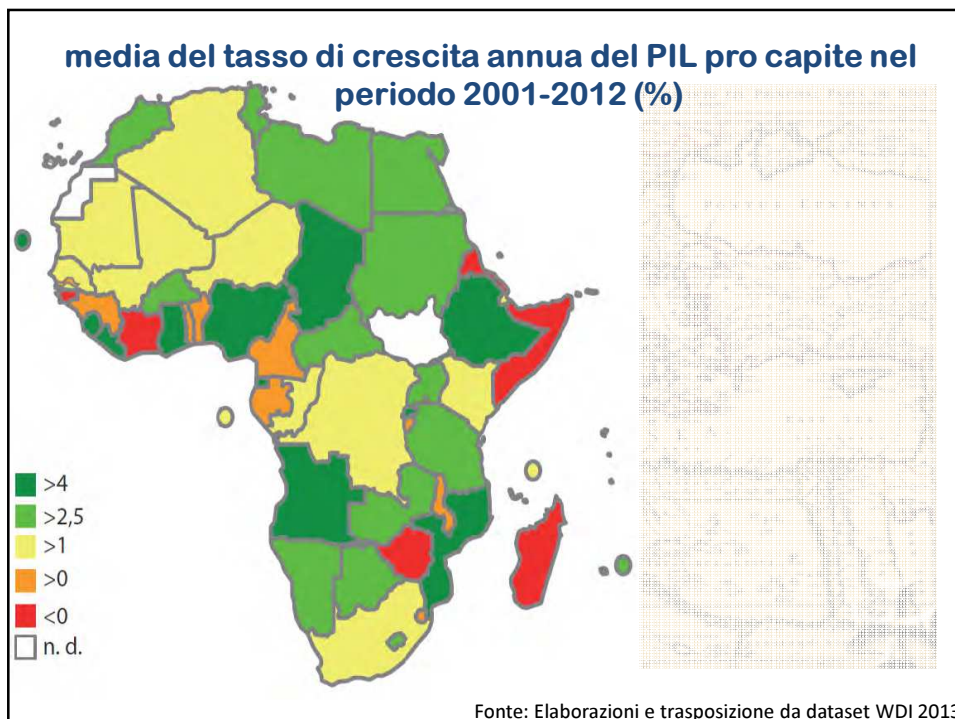 media del tasso di crescita annua del PIL pro capite nel
periodo 2001-2012 (%)
>4
>2,5
>1
>0
<0
n. d.
Fonte: Elaborazioni e trasposizione da dataset WDI 2013